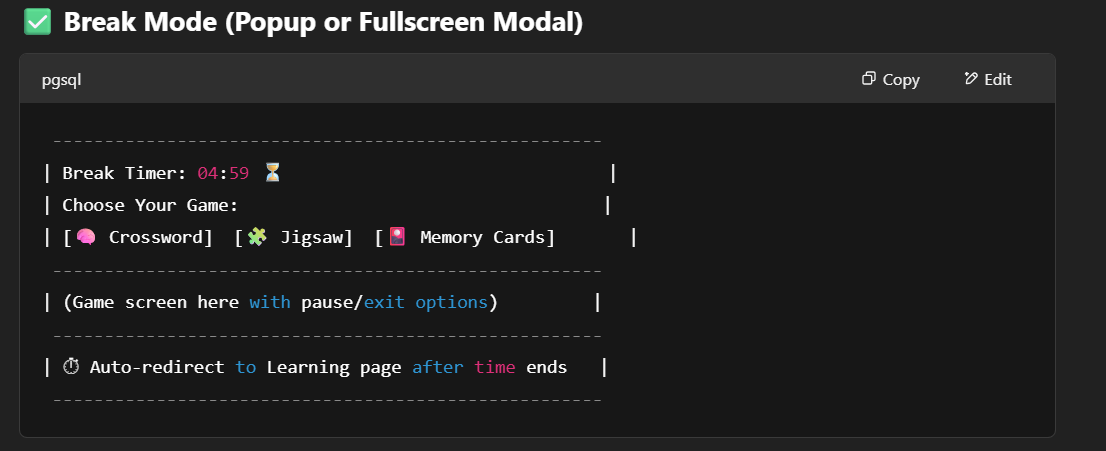 ✅ Break Mode (Popup or Fullscreen Modal)
pgsql Copy Edit
-------------------------------------------------------
| Break Timer: 04:59 ⏳ |
| Choose Your Game: |
| [🧠 Crossword] [🧩 Jigsaw] [🎴 Memory Cards] |
-------------------------------------------------------
| (Game screen here with pause/exit options) |
-------------------------------------------------------
| ⏱ Auto-redirect to Learning page after time ends |
-------------------------------------------------------